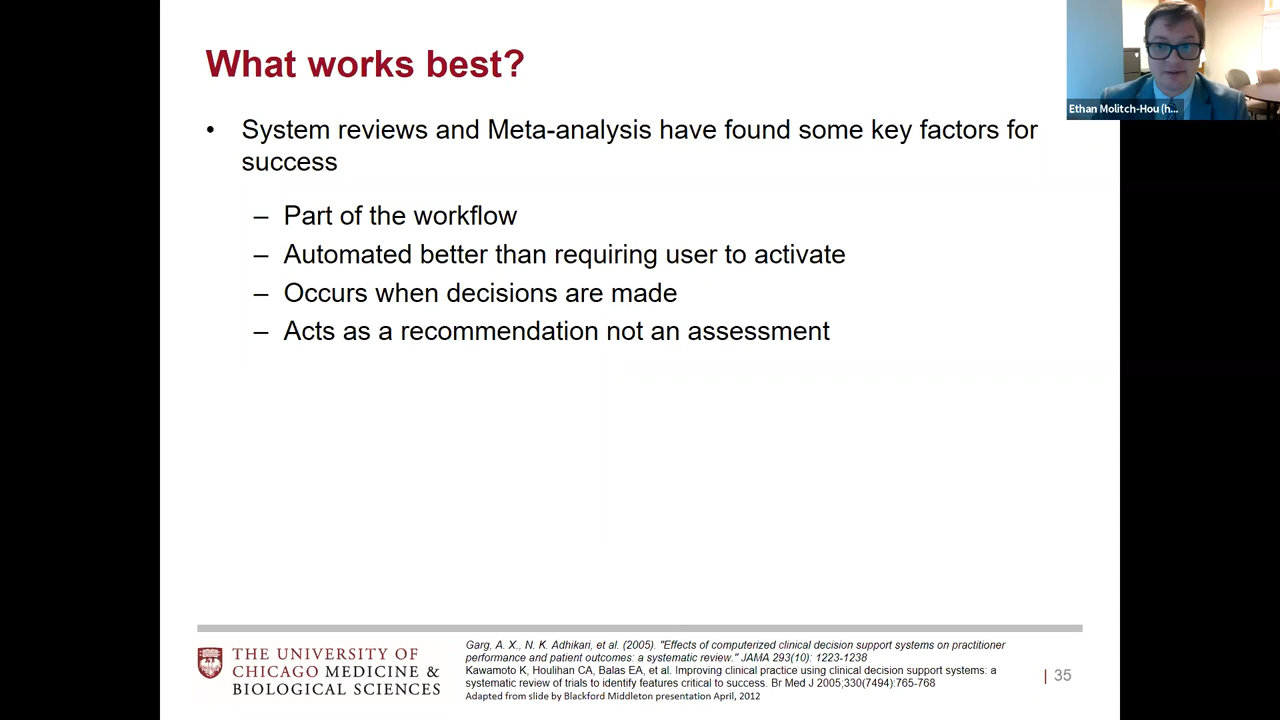 What works best?
Ethan Molitch-Hou (h...
• System reviews and Meta-analysis have found some key factors for
success
– Part of the workflow
– Automated better than requiring user to activate
– Occurs when decisions are made
– Acts as a recommendation not an assessment
THE UNIVERSITY OF
CHICAGO MEDICINE &
BIOLOGICAL SCIENCES
Garg, A. X., N. K. Adhikari, et al. (2005). "Effects of computerized clinical decision support systems on practitioner
performance and patient outcomes: a systematic review." JAMA 293(10): 1223-1238
Kawamoto K, Houlihan CA, Balas EA, et al. Improving clinical practice using clinical decision support systems: a
systematic review of trials to identify features critical to success. Br Med J 2005;330(7494):765-768
Adapted from slide by Blackford Middleton presentation April, 2012
| 35